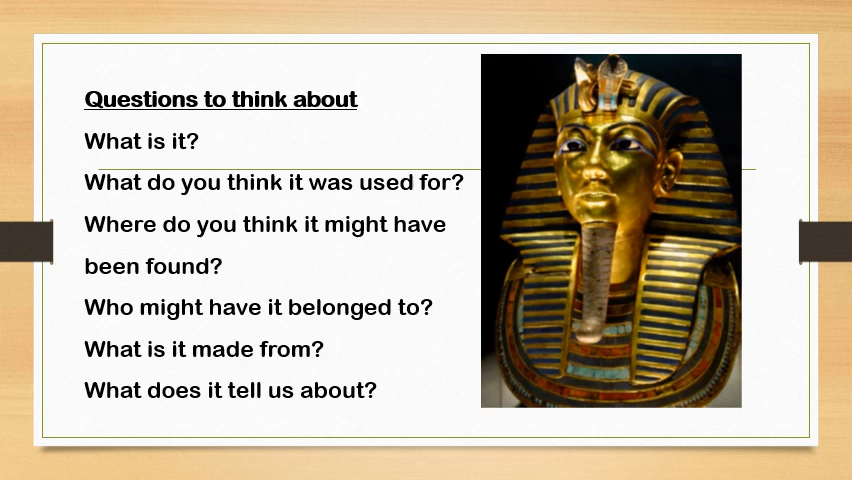 Questions to think about
What is it?
What do you think it was used for?
Where do you think it might have
been found?
Who might have it belonged to?
What is it made from?
What does it tell us about?